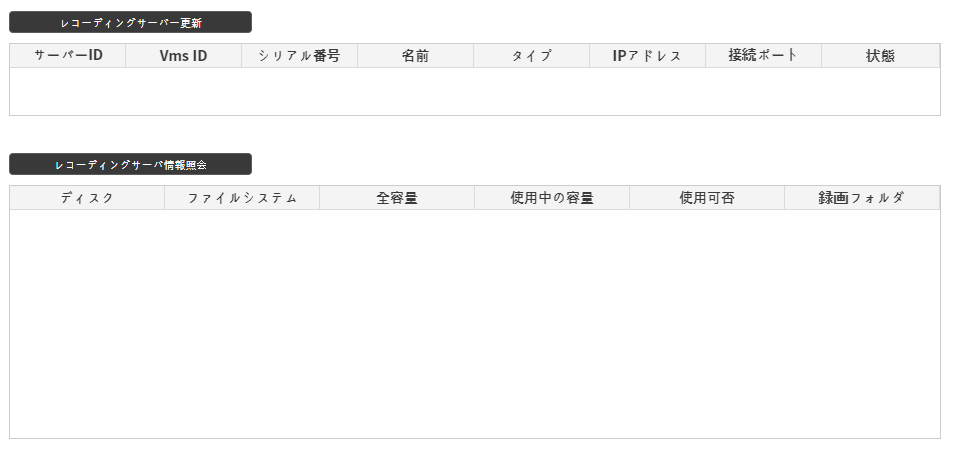 レコーディングサーバー更新
サーバーID Vms ID シリアル番号 名前 タイプ IPアドレス 接続ポート 状態
レコーディングサーバ情報照会
ディスク ファイルシステム 全容量 使用中の容量 使用可否 録画フォルダ